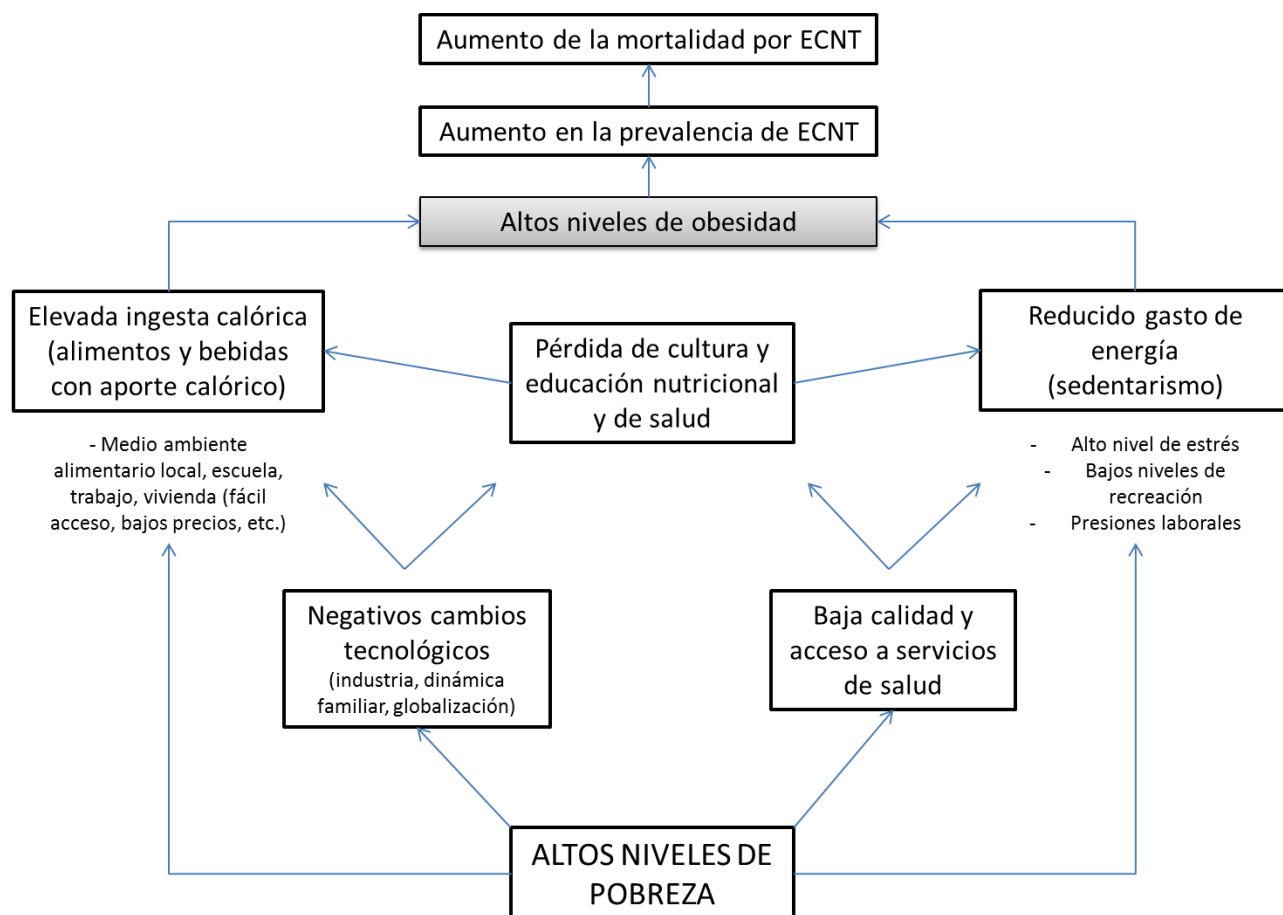 Aumento de la mortalidad por ECNT
Aumento en la prevalencia de ECNT
Altos niveles de obesidad
Elevada ingesta calórica
(alimentos y bebidas
con aporte calórico)
- Medio ambiente
alimentario local, escuela,
trabajo, vivienda (fácil
acceso, bajos precios, etc.)
Pérdida de cultura y
educación nutricional
y de salud
Reducido gasto de
energía
(sedentarismo)
- Alto nivel de estrés
- Bajos niveles de
recreación
- Presiones laborales
Negativos cambios
tecnológicos
(industria, dinámica
familiar, globalización)
Baja calidad y
acceso a servicios
de salud
ALTOS NIVELES DE
POBREZA